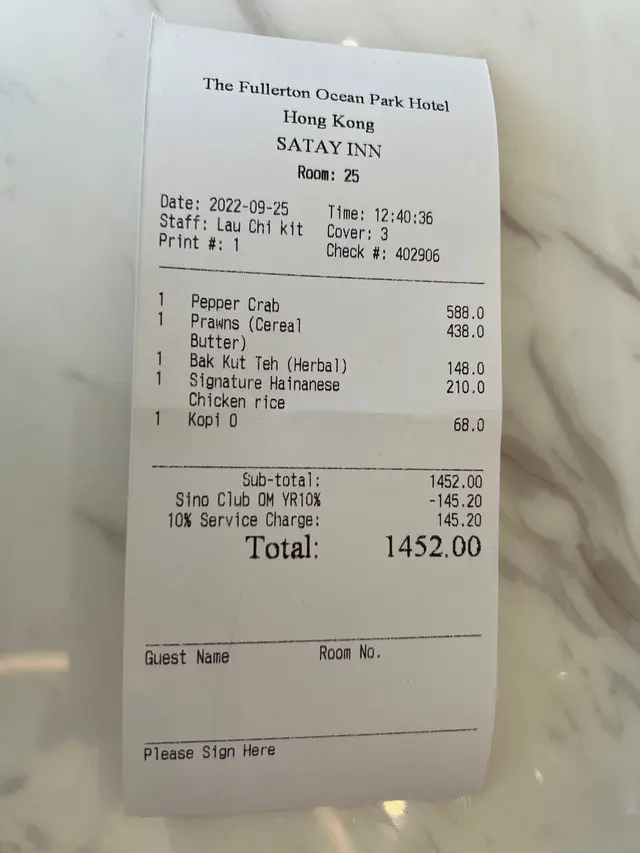 The Fullerton Ocean Park Hotel
Hong Kong
SATAY INN
Room: 25
Date: 2022-09-25 Time: 12:40:36
Staff: Lau Chi kit Cover: 3
Print #: 1 Check #: 402906
1 Pepper Crab 588.0
1 Prawns (Cereal 438.0
Butter)
1 Bak Kut Teh (Herbal) 148.0
1 Signature Hainanese 210.0
Chicken rice
1 Kopi O 68.0
Sub-total: 1452.00
Sino Club OM YR10% -145.20
10% Service Charge: 145.20
Total: 1452.00
Guest Name Room No.
Please Sign Here